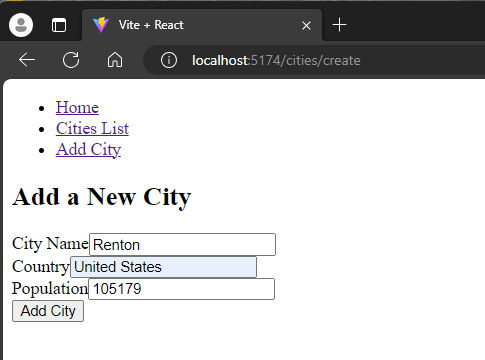 Vite + React
localhost:5174/cities/create
Home
Cities List
Add City
Add a New City
City Name Renton
Country United States
Population 105179
Add City